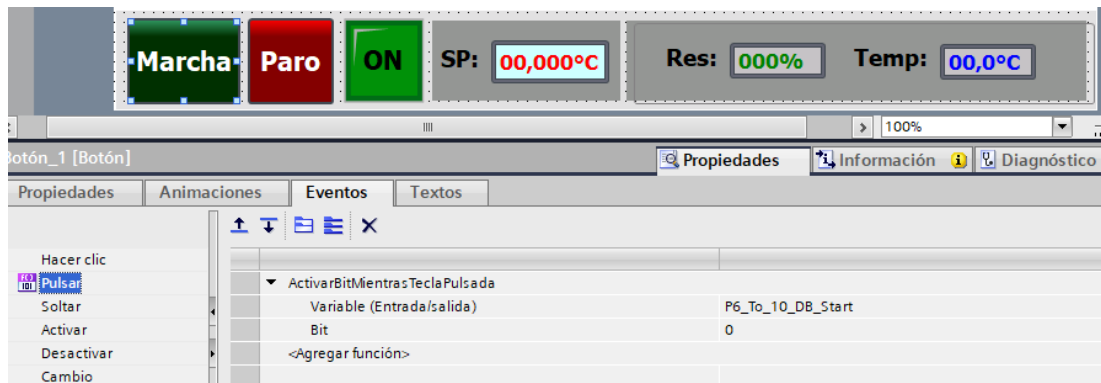 Marcha Paro ON SP: 00,000°C Res: 000% Temp: 00,0°C
100%
Botón_1 [Botón] Propiedades Información Diagnóstico
Propiedades Animaciones Eventos Textos
Hacer clic
Pulsar ActivarBitMientrasTeclaPulsada
Soltar Variable (Entrada/salida) P6_To_10_DB_Start
Activar Bit 0
Desactivar <Agregar función>
Cambio